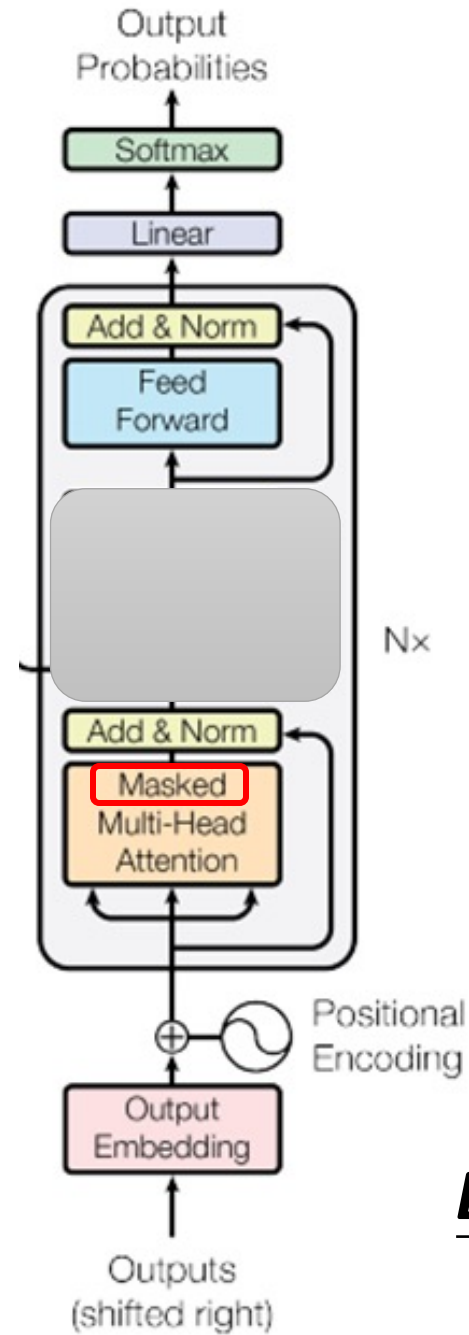 Output
Probabilities
Softmax
Linear
Add & Norm
Feed
Forward
N×
Add & Norm
Masked
Multi-Head
Attention
Positional
Encoding
Output
Embedding
Outputs
(shifted right)